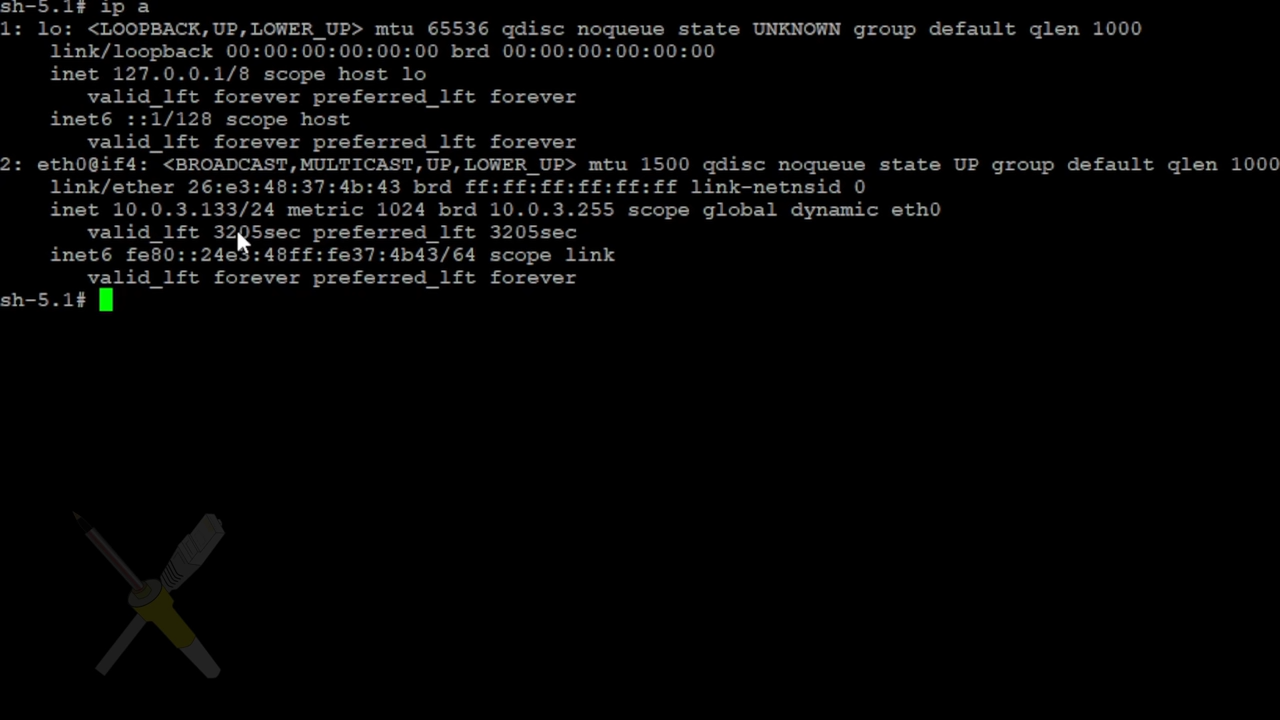 sh-5.1# ip a
1: lo: <LOOPBACK,UP,LOWER_UP> mtu 65536 qdisc noqueue state UNKNOWN group default qlen 1000
link/loopback 00:00:00:00:00:00 brd 00:00:00:00:00:00
inet 127.0.0.1/8 scope host lo
valid_lft forever preferred_lft forever
inet6 ::1/128 scope host
valid_lft forever preferred_lft forever
2: eth0@if4: <BROADCAST,MULTICAST,UP,LOWER_UP> mtu 1500 qdisc noqueue state UP group default qlen 1000
link/ether 26:e3:48:37:4b:43 brd ff:ff:ff:ff:ff:ff link-netnsid 0
inet 10.0.3.133/24 metric 1024 brd 10.0.3.255 scope global dynamic eth0
valid_lft 3205sec preferred_lft 3205sec
inet6 fe80::24e3:48ff:fe37:4b43/64 scope link
valid_lft forever preferred_lft forever
sh-5.1#